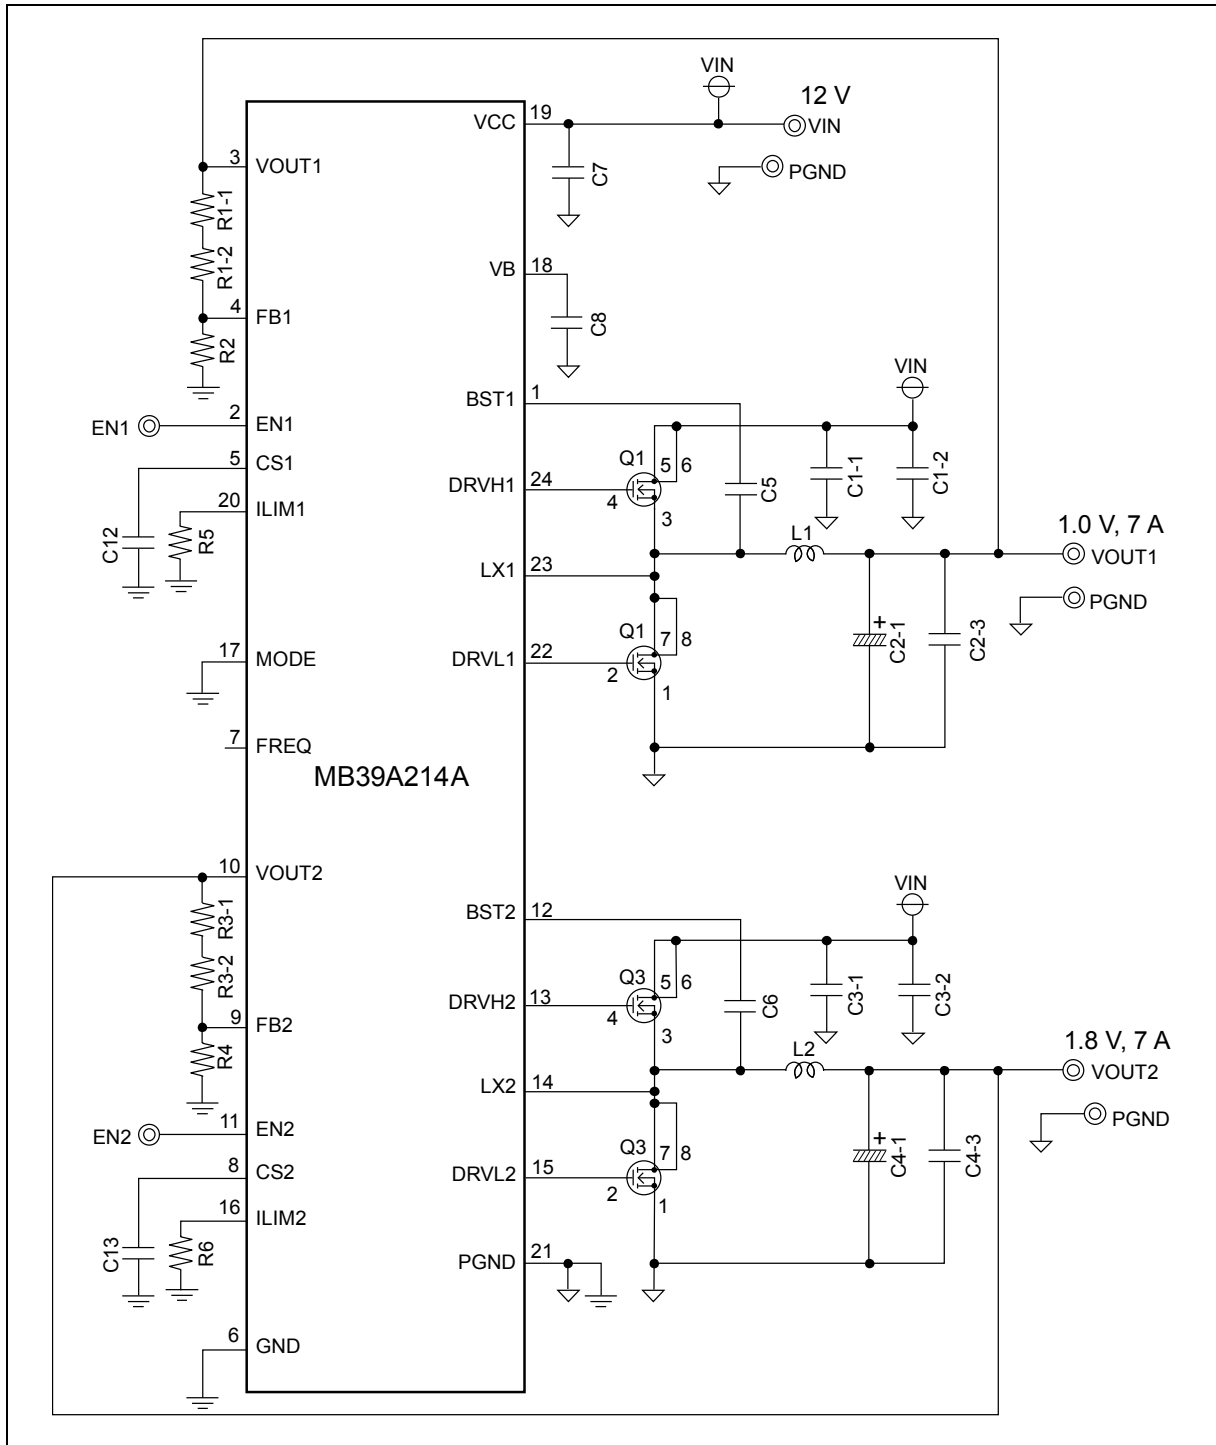 VIN
12 V
VCC 19
VIN
3 VOUT1
C7
PGND
R1-1
R1-2
VB 18
4 FB1
C8
R2
VIN
BST1 1
EN1 2 EN1
5 CS1
Q1 5 6
C1-1
C1-2
DRVH1 24
4
C5
20 ILIM1
3
1.0 V, 7 A
C12
R5
L1
VOUT1
LX1 23
PGND
Q1
7 8
+
C2-1
C2-3
17 MODE
DRVL1 22
2
1
7 FREQ
MB39A214A
10 VOUT2
VIN
BST2 12
R3-1
R3-2
Q3 5 6
C3-1
C3-2
DRVH2 13
4
C6
9 FB2
3
1.8 V, 7 A
R4
L2
VOUT2
LX2 14
PGND
EN2 11 EN2
Q3
7 8
+
C4-1
C4-3
8 CS2
DRVL2 15
2
1
16 ILIM2
C13
R6
PGND 21
6 GND